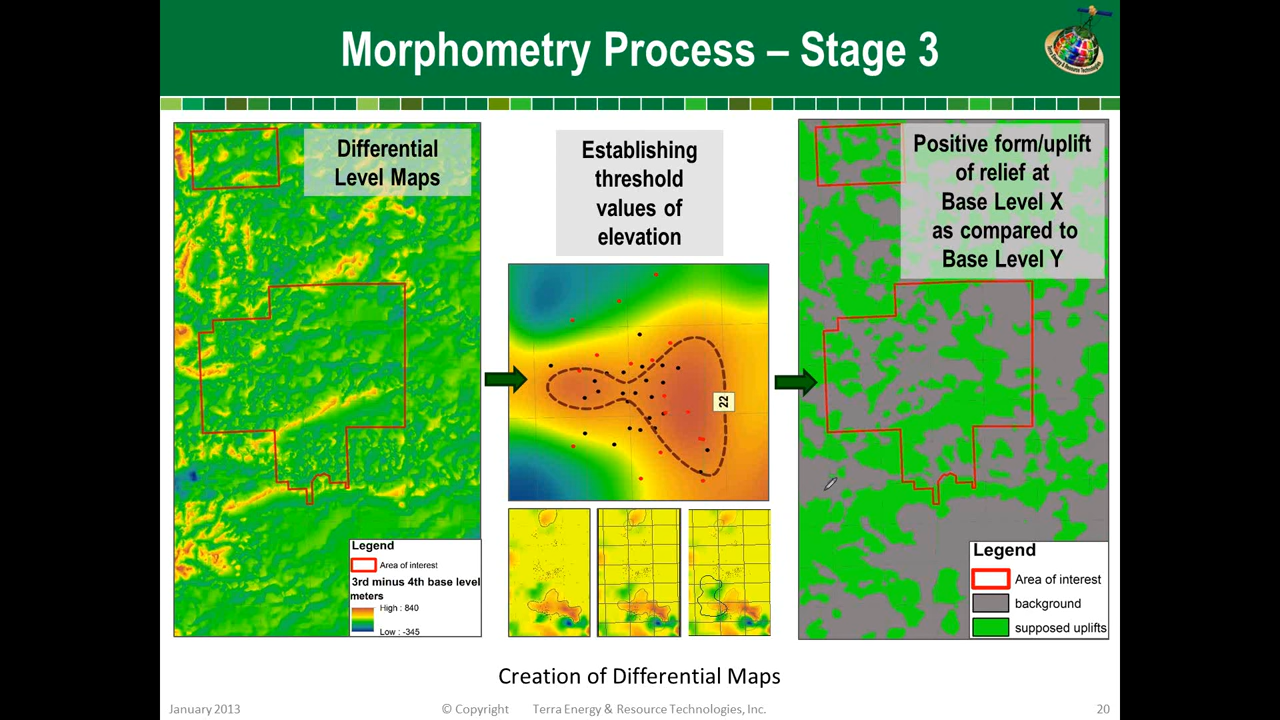 Morphometry Process – Stage 3
Differential
Level Maps
Establishing
threshold
values of
elevation
Positive form/uplift
of relief at
Base Level X
as compared to
Base Level Y
22
Legend
Area of interest
3rd minus 4th base level
meters
High : 840
Low : -345
Legend
Area of interest
background
supposed uplifts
Creation of Differential Maps
January 2013
© Copyright Terra Energy & Resource Technologies, Inc.
20